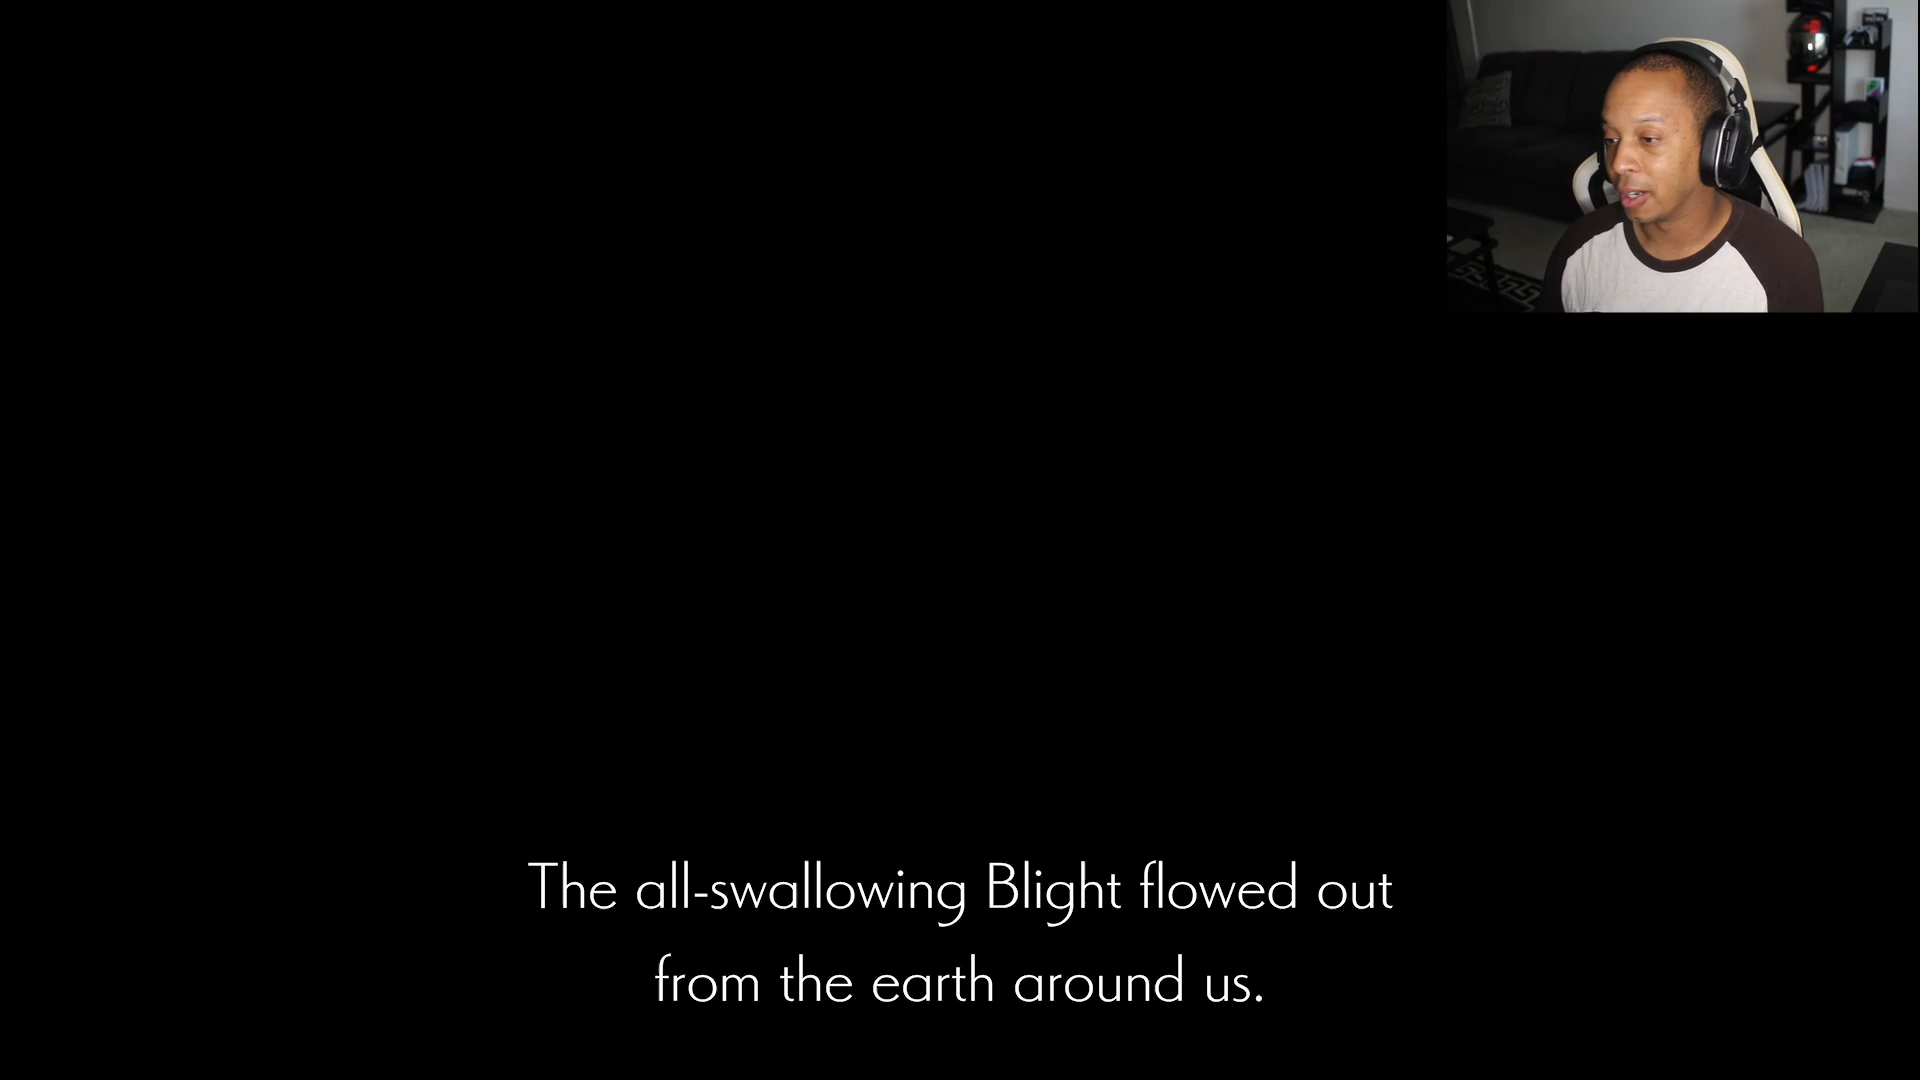 The all-swallowing Blight flowed out
from the earth around us.